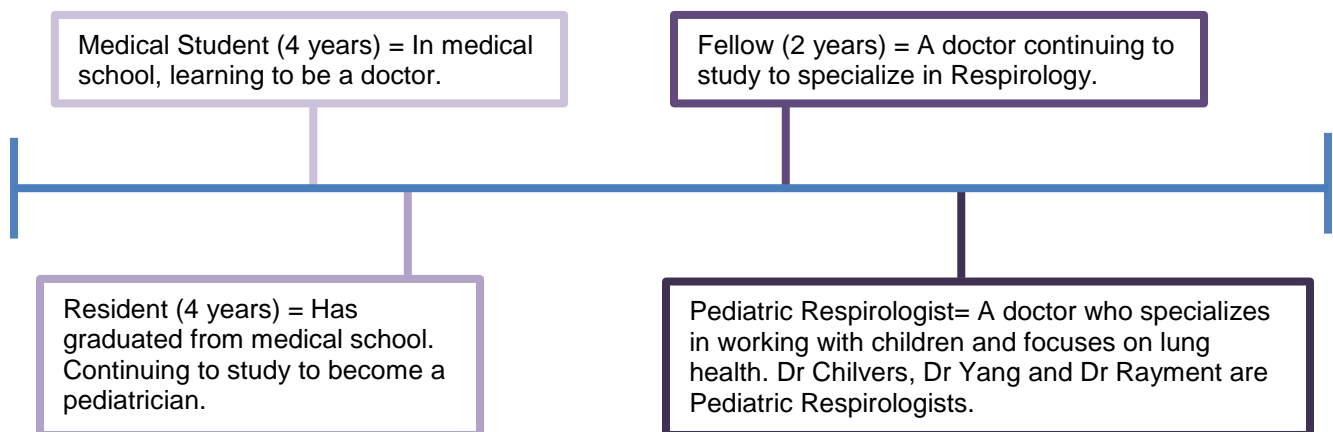 Medical Student (4 years) = In medical
school, learning to be a doctor.
Fellow (2 years) = A doctor continuing to
study to specialize in Respirology.
Resident (4 years) = Has
graduated from medical school.
Continuing to study to become a
pediatrician.
Pediatric Respirologist= A doctor who specializes
in working with children and focuses on lung
health. Dr Chilvers, Dr Yang and Dr Rayment are
Pediatric Respirologists.